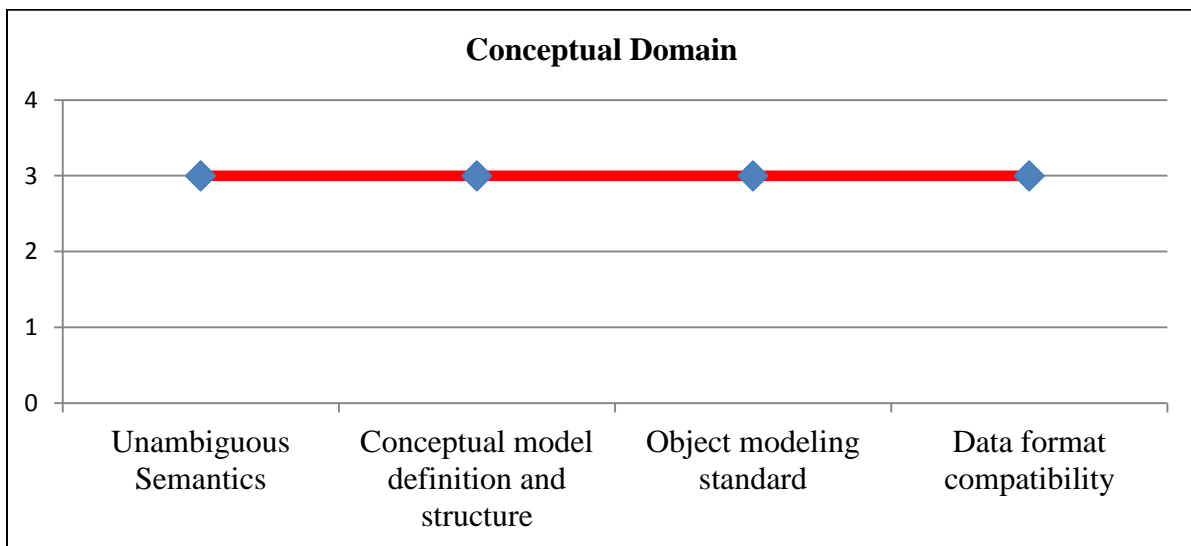 Conceptual Domain
4
3
2
1
0
Unambiguous
Semantics
Conceptual model
definition and
structure
Object modeling
standard
Data format
compatibility